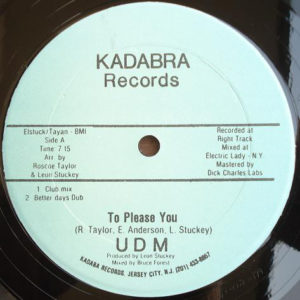 KADABRA
Records
Elstuck/Tayan - BMI
Side A
Time 7:15
Arr. by
Roscoe Taylor
& Leon Stuckey
Recorded at
Right Track
Mixed at
Electric Lady - N Y
Mastered by
Dick Charles Labs
1 Club mix
2 Better days Dub
To Please You
(R. Taylor, E. Anderson, L. Stuckey)
U D M
Produced by Leon Stuckey
Mixed by Bruce Forest
KADABRA RECORDS, JERSEY CITY, N.J. (201) 433-8667